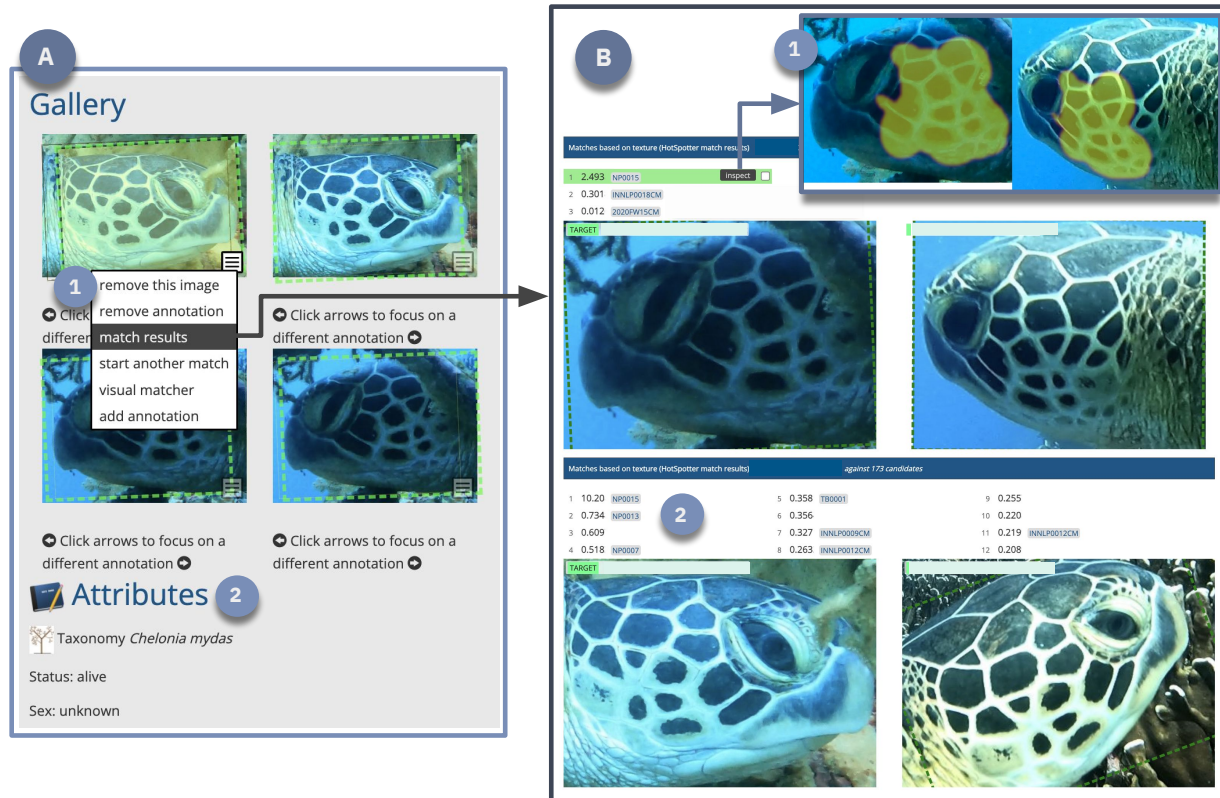 A
Gallery
1
remove this image
remove annotation
match results
start another match
visual matcher
add annotation
Click
differen
Click arrows to focus on a
different annotation
Click arrows to focus on a
different annotation
Click arrows to focus on a
different annotation
Attributes 2
Taxonomy Chelonia mydas
Status: alive
Sex: unknown
B
1
Matches based on texture (HotSpotter match results)
1 2.493 NP0015 inspect
2 0.301 INNLP0018CM
3 0.012 2020FW15CM
TARGET
Matches based on texture (HotSpotter match results) against 173 candidates
1 10.20 NP0015
2 0.734 NP0013
3 0.609
4 0.518 NP0007
2
5 0.358 TB0001
6 0.356
7 0.327 INNLP0009CM
8 0.263 INNLP0012CM
9 0.255
10 0.220
11 0.219 INNLP0012CM
12 0.208
TARGET